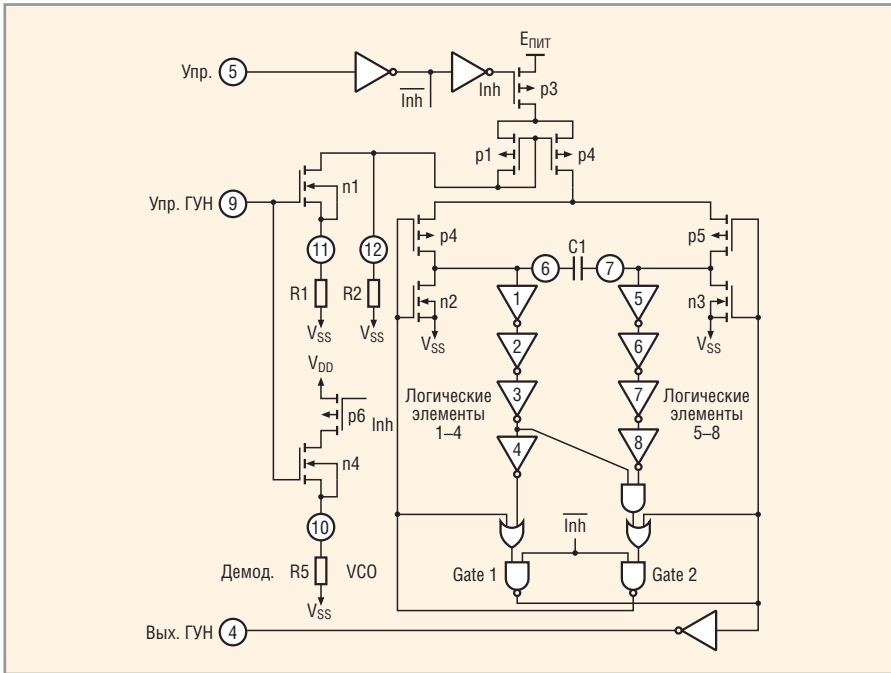 Упр. 5
Inh
Inh
EПИТ
p3
p1
p4
Упр. ГУН 9
n1
11
12
R1
R2
VSS
VSS
p4
p5
6
C1
7
n2
n3
VSS
VSS
1
5
2
6
3
7
4
8
Логические
элементы
1–4
Логические
элементы
5–8
VDD
p6
Inh
n4
10
Inh
Демод.
R5
VCO
VSS
Gate 1
Gate 2
Вых. ГУН 4